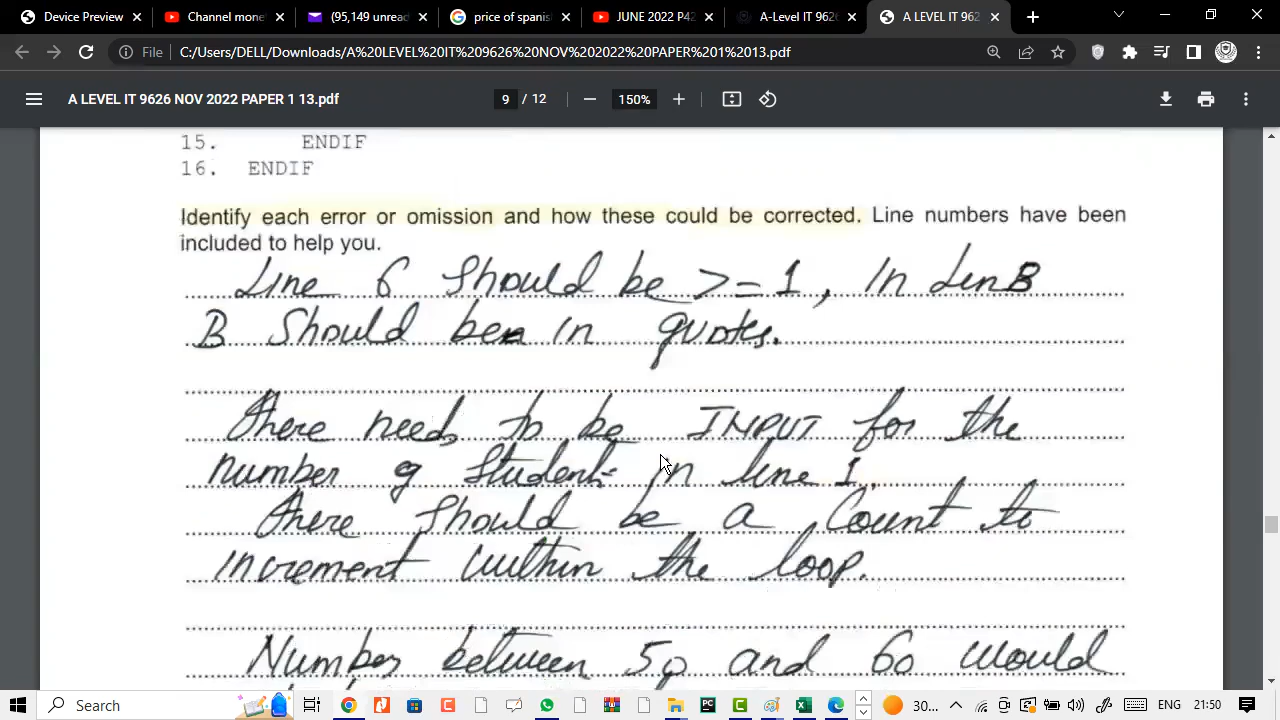 Device Preview
Channel mone
(95,149 unread
price of spanis
JUNE 2022 P42
A-Level IT 9626
A LEVEL IT 962
File
C:/Users/DELL/Downloads/A%20LEVEL%20IT%209626%20NOV%202022%20PAPER%201%2013.pdf
A LEVEL IT 9626 NOV 2022 PAPER 1 13.pdf
9 / 12
150%
15. ENDIF
16. ENDIF
Identify each error or omission and how these could be corrected. Line numbers have been
included to help you.
Line 6 Should be >= 1, In Lin 
B Should be in quotes.
There need to be INPUT for the
number of Students in line 1.
There should be a count to
increment within the loop.
Number between 50 and 60 would
Search
30...
ENG
21:50